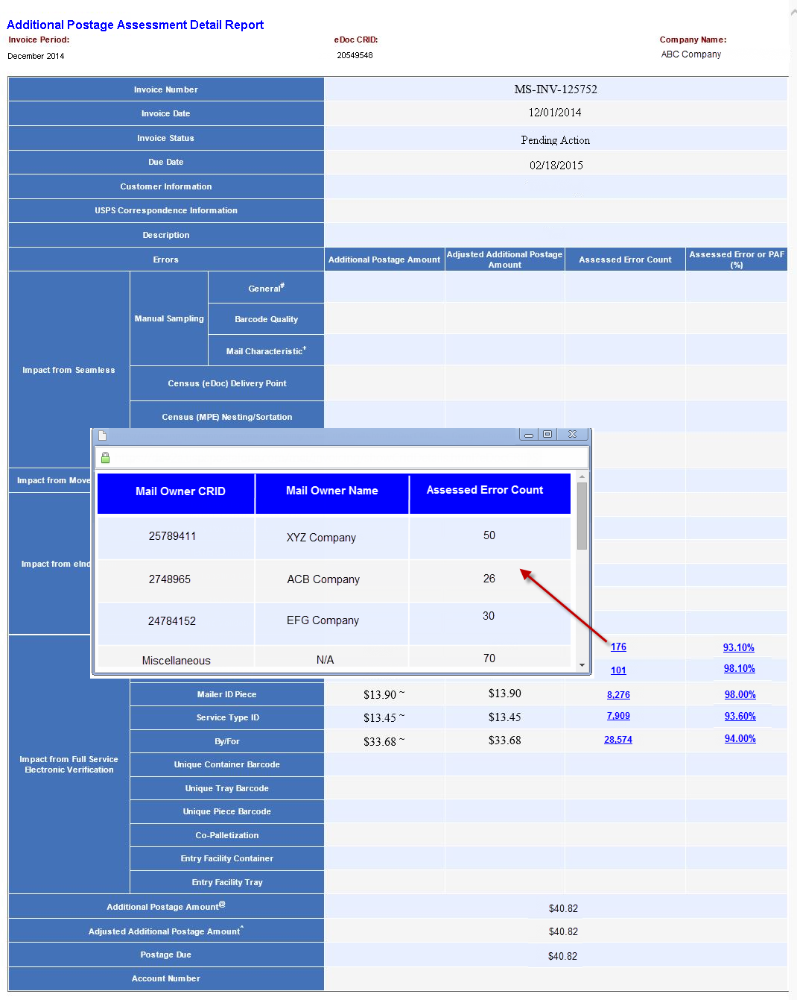 Additional Postage Assessment Detail Report
Invoice Period: eDoc CRID: Company Name:
December 2014 20549548 ABC Company
Invoice Number MS-INV-125752
Invoice Date 12/01/2014
Invoice Status Pending Action
Due Date 02/18/2015
Customer Information
USPS Correspondence Information
Description
Errors Additional Postage Amount Adjusted Additional Postage Amount Assessed Error Count Assessed Error or PAF (%)
Impact from Seamless
Manual Sampling
General#
Barcode Quality
Mail Characteristic+
Census (eDoc) Delivery Point
Census (MPE) Nesting/Sortation
Impact from Move
Impact from eInd
Mail Owner CRID Mail Owner Name Assessed Error Count
25789411 XYZ Company 50
2748965 ACB Company 26
24784152 EFG Company 30
Miscellaneous N/A 70
176 93.10%
101 98.10%
Impact from Full Service
Electronic Verification
Mailer ID Piece $13.90 ~ $13.90 8,276 98.00%
Service Type ID $13.45 ~ $13.45 7,909 93.60%
By/For $33.68 ~ $33.68 28,574 94.00%
Unique Container Barcode
Unique Tray Barcode
Unique Piece Barcode
Co-Palletization
Entry Facility Container
Entry Facility Tray
Additional Postage Amount@ $40.82
Adjusted Additional Postage Amount^ $40.82
Postage Due $40.82
Account Number